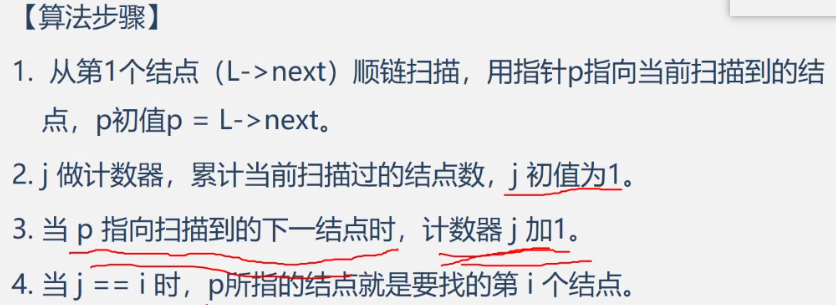 【算法步骤】
1. 从第1个结点（L->next）顺链扫描，用指针p指向当前扫描到的结
点，p初值p = L->next。
2. j 做计数器，累计当前扫描过的结点数，j 初值为1。
3. 当 p 指向扫描到的下一结点时，计数器 j 加1。
4. 当 j == i 时，p所指的结点就是要找的第 i 个结点。